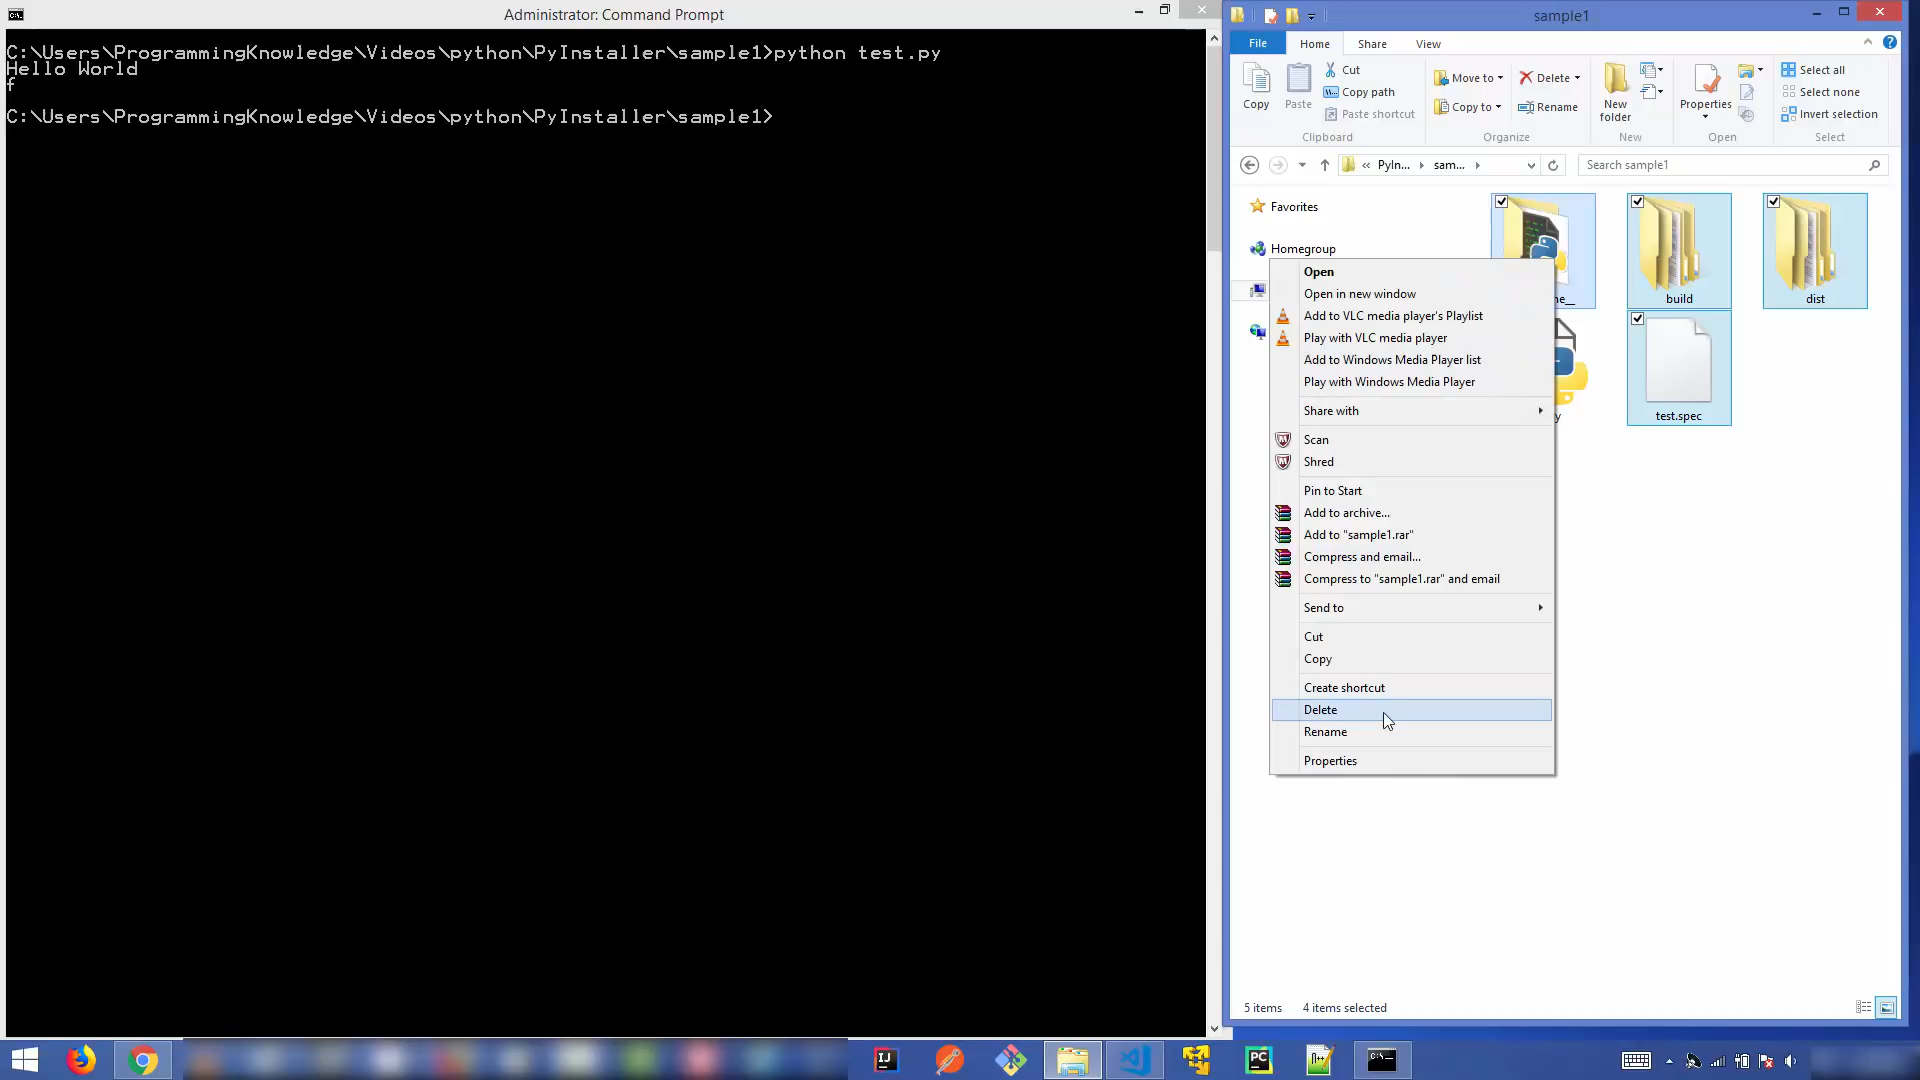 Administrator: Command Prompt
C:\Users\ProgrammingKnowledge\Videos\python\PyInstaller\sample1>python test.py
Hello World
f
C:\Users\ProgrammingKnowledge\Videos\python\PyInstaller\sample1>
sample1
File Home Share View
Copy
Paste
Cut
Copy path
Paste shortcut
Clipboard
Move to
Copy to
Delete
Rename
Organize
New folder
New
Properties
Open
Select all
Select none
Invert selection
Select
« PyIn... sam...
Search sample1
Favorites
Homegroup
build
dist
test.spec
Open
Open in new window
Add to VLC media player's Playlist
Play with VLC media player
Add to Windows Media Player list
Play with Windows Media Player
Share with
Scan
Shred
Pin to Start
Add to archive...
Add to "sample1.rar"
Compress and email...
Compress to "sample1.rar" and email
Send to
Cut
Copy
Create shortcut
Delete
Rename
Properties
5 items 4 items selected